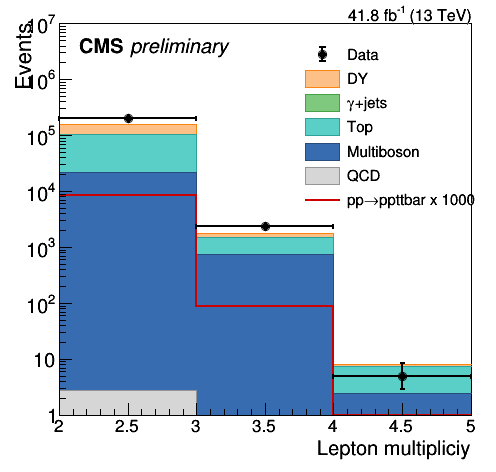 41.8 fb⁻¹ (13 TeV)
CMS preliminary
Events
Data
DY
γ+jets
Top
Multiboson
QCD
pp→ppttbar x 1000
10⁷
10⁶
10⁵
10⁴
10³
10²
10
1
2 2.5 3 3.5 4 4.5 5
Lepton multipliciy